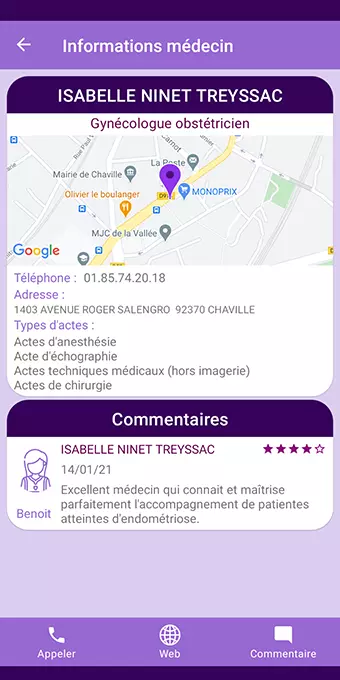 Informations médecin
ISABELLE NINET TREYSSAC
Gynécologue obstétricien
La Poste
Mairie de Chaville
MONOPRIX
Olivier le boulanger
MJC de la Vallée
Google
Téléphone : 01.85.74.20.18
Adresse :
1403 AVENUE ROGER SALENGRO 92370 CHAVILLE
Types d'actes :
Actes d'anesthésie
Acte d'échographie
Actes techniques médicaux (hors imagerie)
Actes de chirurgie
Commentaires
ISABELLE NINET TREYSSAC
14/01/21
Excellent médecin qui connait et maîtrise
parfaitement l'accompagnement de patientes
atteintes d'endométriose.
Benoit
Appeler Web Commentaire